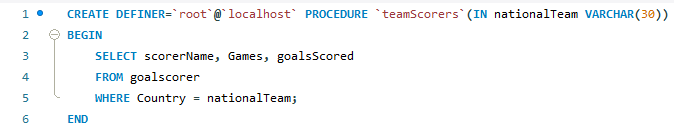 1 CREATE DEFINER=`root`@`localhost` PROCEDURE `teamScorers`(IN nationalTeam VARCHAR(30))
2 BEGIN
3 SELECT scorerName, Games, goalsScored
4 FROM goalscorer
5 WHERE Country = nationalTeam;
6 END